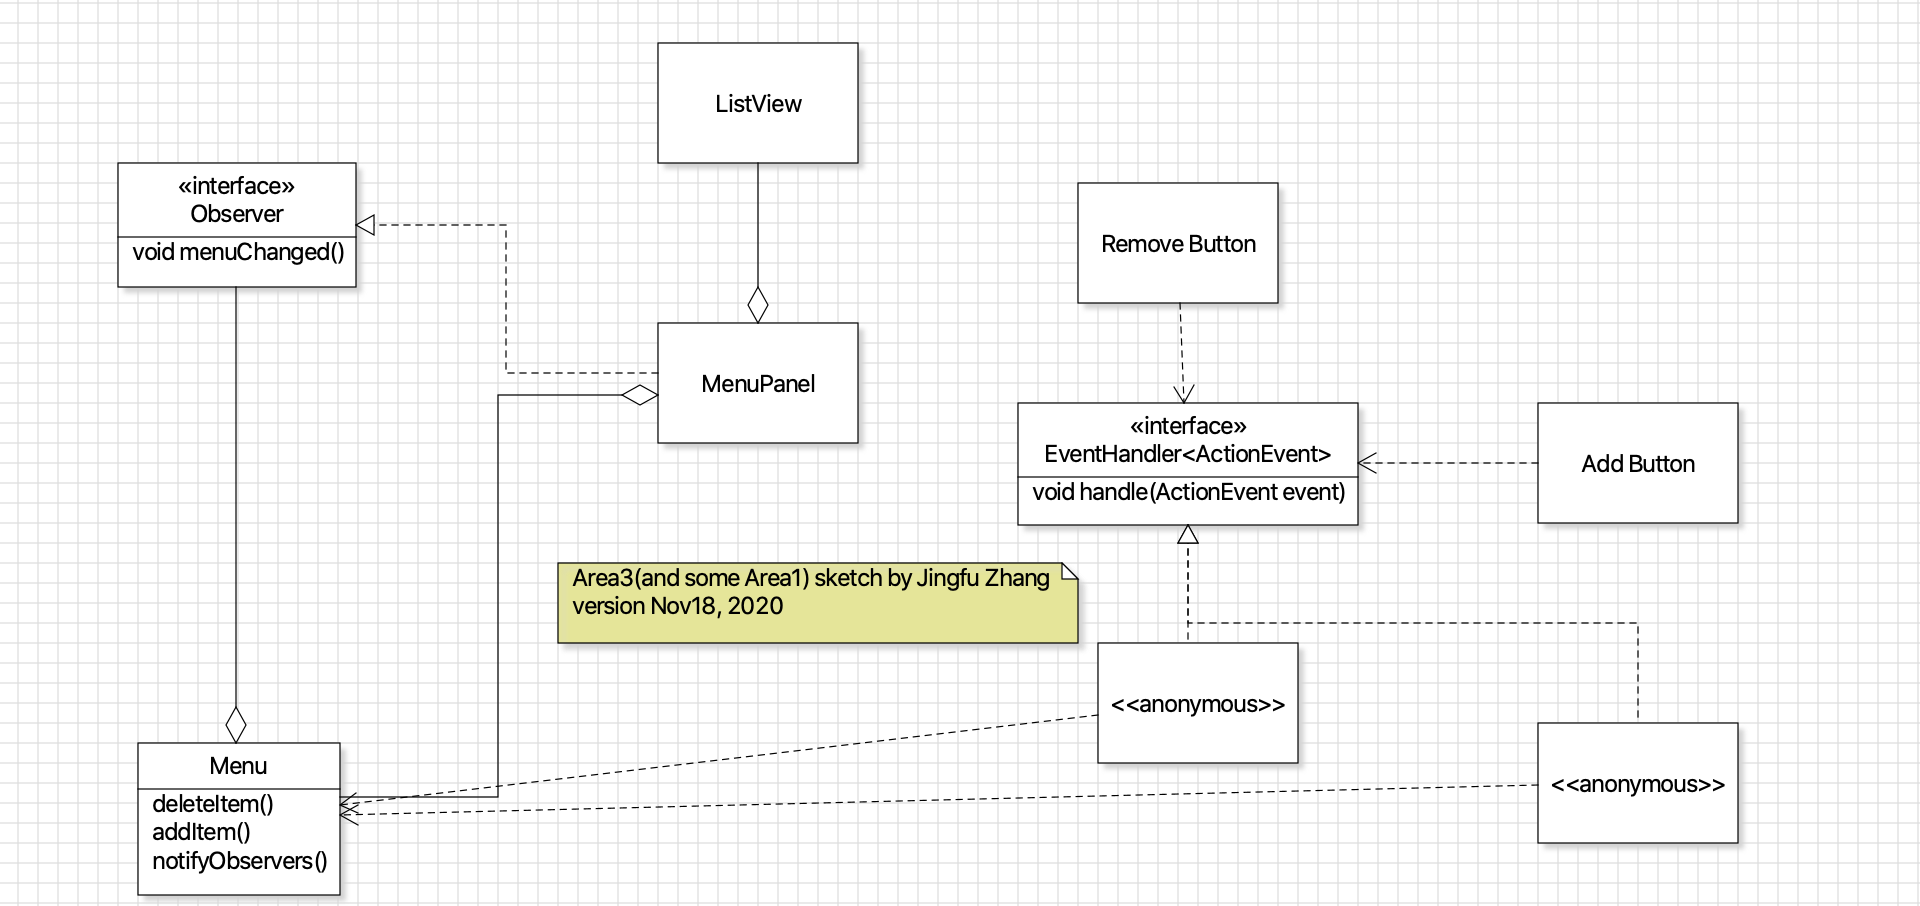 ListView
«interface»
Observer
void menuChanged()
Remove Button
MenuPanel
«interface»
EventHandler<ActionEvent>
void handle(ActionEvent event)
Add Button
Area3(and some Area1) sketch by Jingfu Zhang
version Nov18, 2020
<<anonymous>>
<<anonymous>>
Menu
deleteItem()
addItem()
notifyObservers()